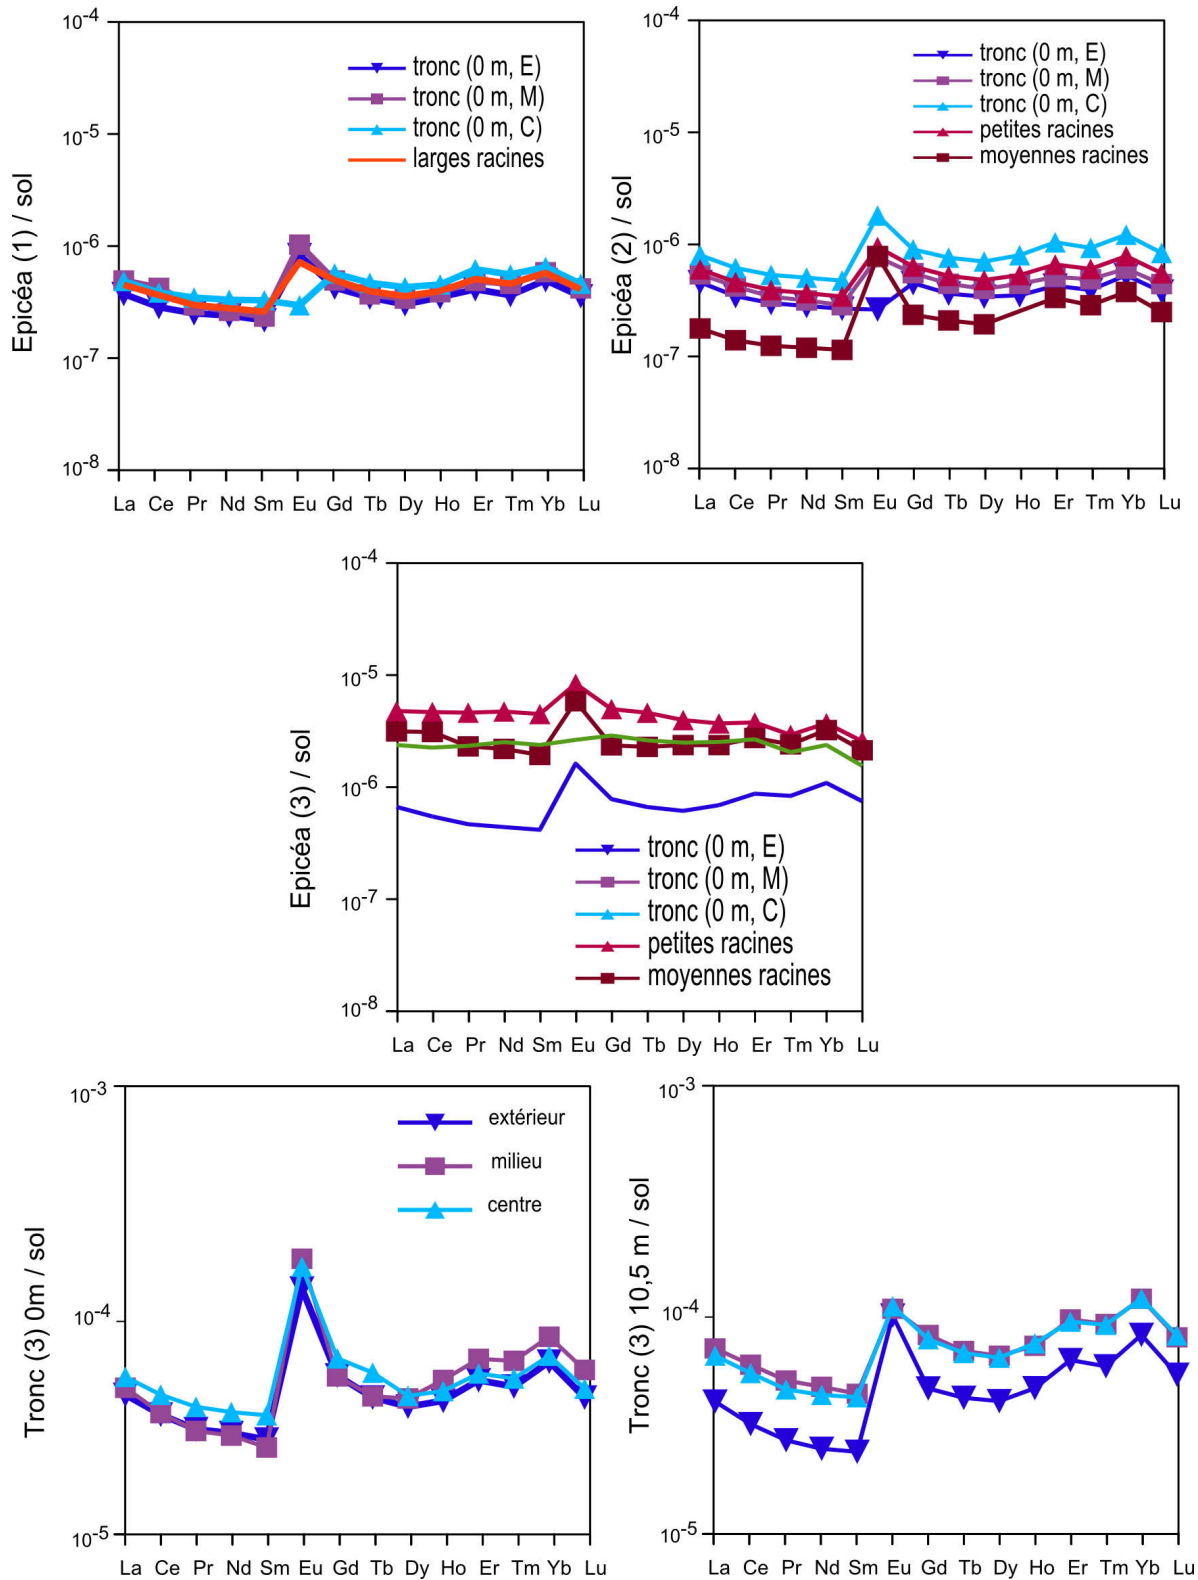 10-4
10-5
10-6
10-7
10-8
Epicéa (1) / sol
tronc (0 m, E)
tronc (0 m, M)
tronc (0 m, C)
larges racines
La Ce Pr Nd Sm Eu Gd Tb Dy Ho Er Tm Yb Lu
10-4
10-5
10-6
10-7
10-8
Epicéa (2) / sol
tronc (0 m, E)
tronc (0 m, M)
tronc (0 m, C)
petites racines
moyennes racines
La Ce Pr Nd Sm Eu Gd Tb Dy Ho Er Tm Yb Lu
10-4
10-5
10-6
10-7
10-8
Epicéa (3) / sol
tronc (0 m, E)
tronc (0 m, M)
tronc (0 m, C)
petites racines
moyennes racines
La Ce Pr Nd Sm Eu Gd Tb Dy Ho Er Tm Yb Lu
10-3
10-4
10-5
Tronc (3) 0m / sol
extérieur
milieu
centre
La Ce Pr Nd Sm Eu Gd Tb Dy Ho Er Tm Yb Lu
10-3
10-4
10-5
Tronc (3) 10,5 m / sol
La Ce Pr Nd Sm Eu Gd Tb Dy Ho Er Tm Yb Lu